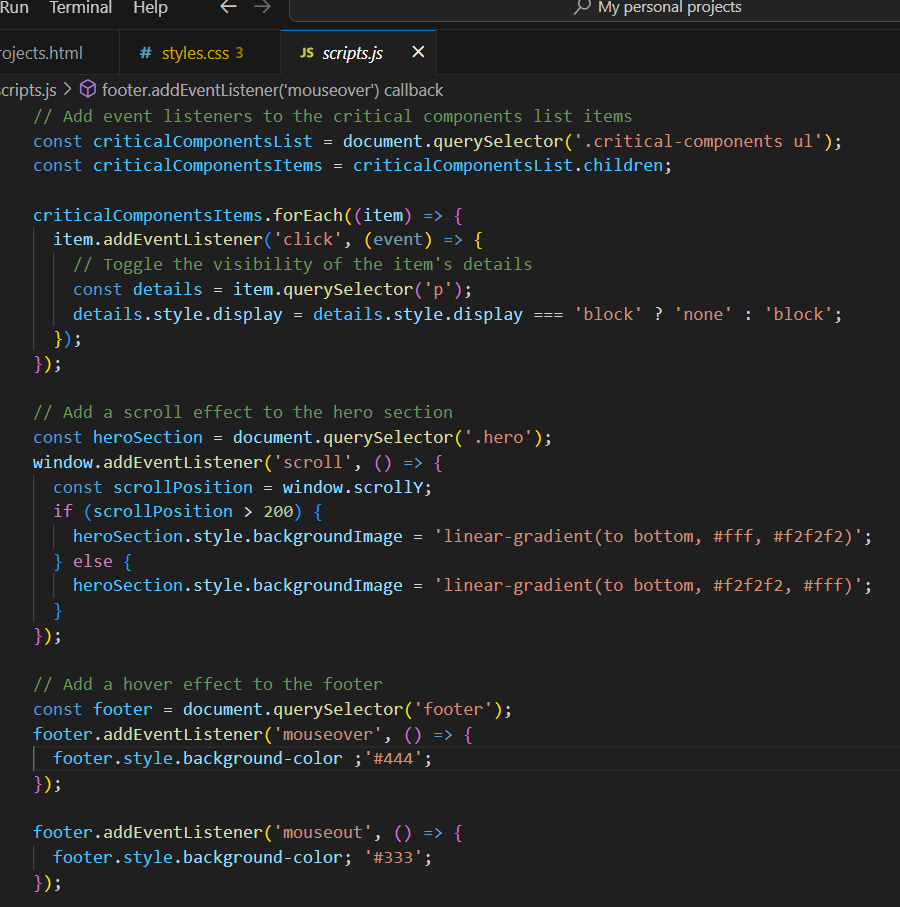 Run Terminal Help ← → My personal projects
rojects.html # styles.css 3 JS scripts.js ×
scripts.js > footer.addEventListener('mouseover') callback
// Add event listeners to the critical components list items
const criticalComponentsList = document.querySelector('.critical-components ul');
const criticalComponentsItems = criticalComponentsList.children;
criticalComponentsItems.forEach((item) => {
item.addEventListener('click', (event) => {
// Toggle the visibility of the item's details
const details = item.querySelector('p');
details.style.display = details.style.display === 'block' ? 'none' : 'block';
});
});
// Add a scroll effect to the hero section
const heroSection = document.querySelector('.hero');
window.addEventListener('scroll', () => {
const scrollPosition = window.scrollY;
if (scrollPosition > 200) {
heroSection.style.backgroundImage = 'linear-gradient(to bottom, #fff, #f2f2f2)';
} else {
heroSection.style.backgroundImage = 'linear-gradient(to bottom, #f2f2f2, #fff)';
}
});
// Add a hover effect to the footer
const footer = document.querySelector('footer');
footer.addEventListener('mouseover', () => {
footer.style.background-color ;'#444';
});
footer.addEventListener('mouseout', () => {
footer.style.background-color; '#333';
});